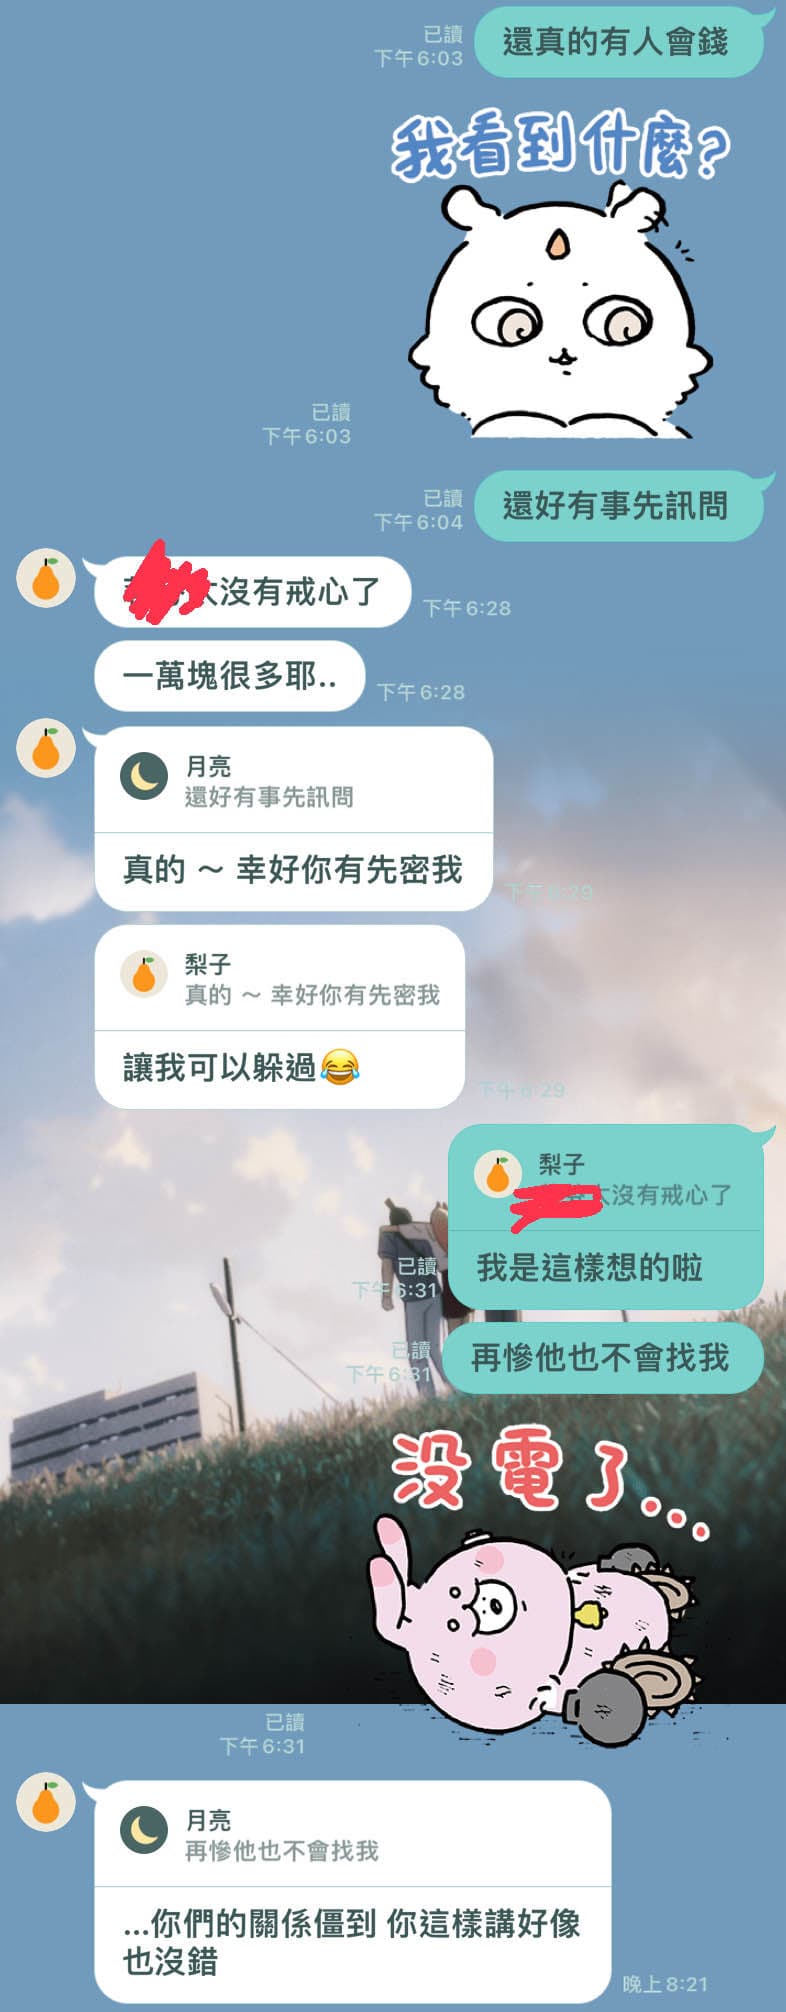 已讀
下午6:03
還真的有人會錢
我看到什麼?
已讀
下午6:03
已讀
下午6:04
還好有事先訊問
太沒有戒心了
下午6:28
一萬塊很多耶..
下午6:28
月亮
還好有事先訊問
真的 ～ 幸好你有先密我
下午6:29
梨子
真的 ～ 幸好你有先密我
讓我可以躲過😂
下午6:29
梨子
太沒有戒心了
已讀
下午6:31
我是這樣想的啦
已讀
下午6:31
再慘他也不會找我
没電了...
已讀
下午6:31
月亮
再慘他也不會找我
...你們的關係僵到 你這樣講好像
也沒錯
晚上8:21